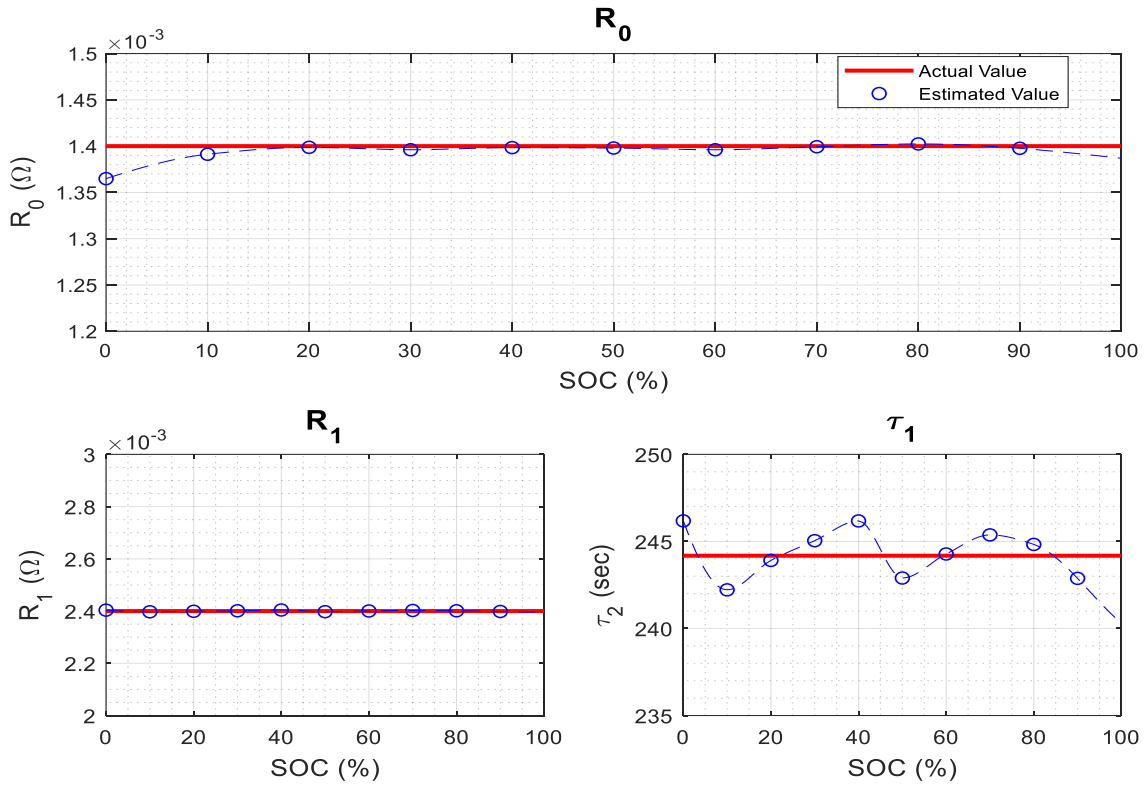 R0
×10-3
1.5
1.45
1.4
1.35
1.3
1.25
1.2
R0 (Ω)
Actual Value
Estimated Value
0 10 20 30 40 50 60 70 80 90 100
SOC (%)
R1
×10-3
3
2.8
2.6
2.4
2.2
2
R1 (Ω)
0 20 40 60 80 100
SOC (%)
τ1
250
245
240
235
τ2 (sec)
0 20 40 60 80 100
SOC (%)